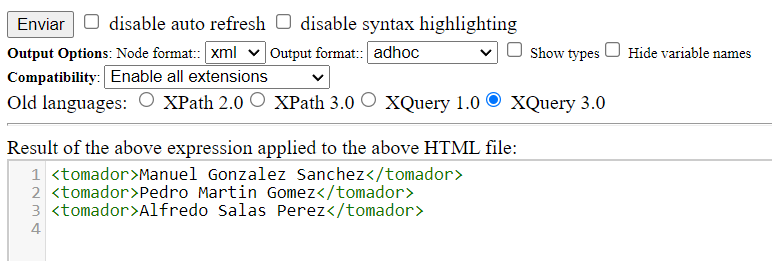 Enviar disable auto refresh disable syntax highlighting
Output Options: Node format:: xml Output format:: adhoc Show types Hide variable names
Compatibility: Enable all extensions
Old languages: XPath 2.0 XPath 3.0 XQuery 1.0 XQuery 3.0
Result of the above expression applied to the above HTML file:
1 <tomador>Manuel Gonzalez Sanchez</tomador>
2 <tomador>Pedro Martin Gomez</tomador>
3 <tomador>Alfredo Salas Perez</tomador>
4